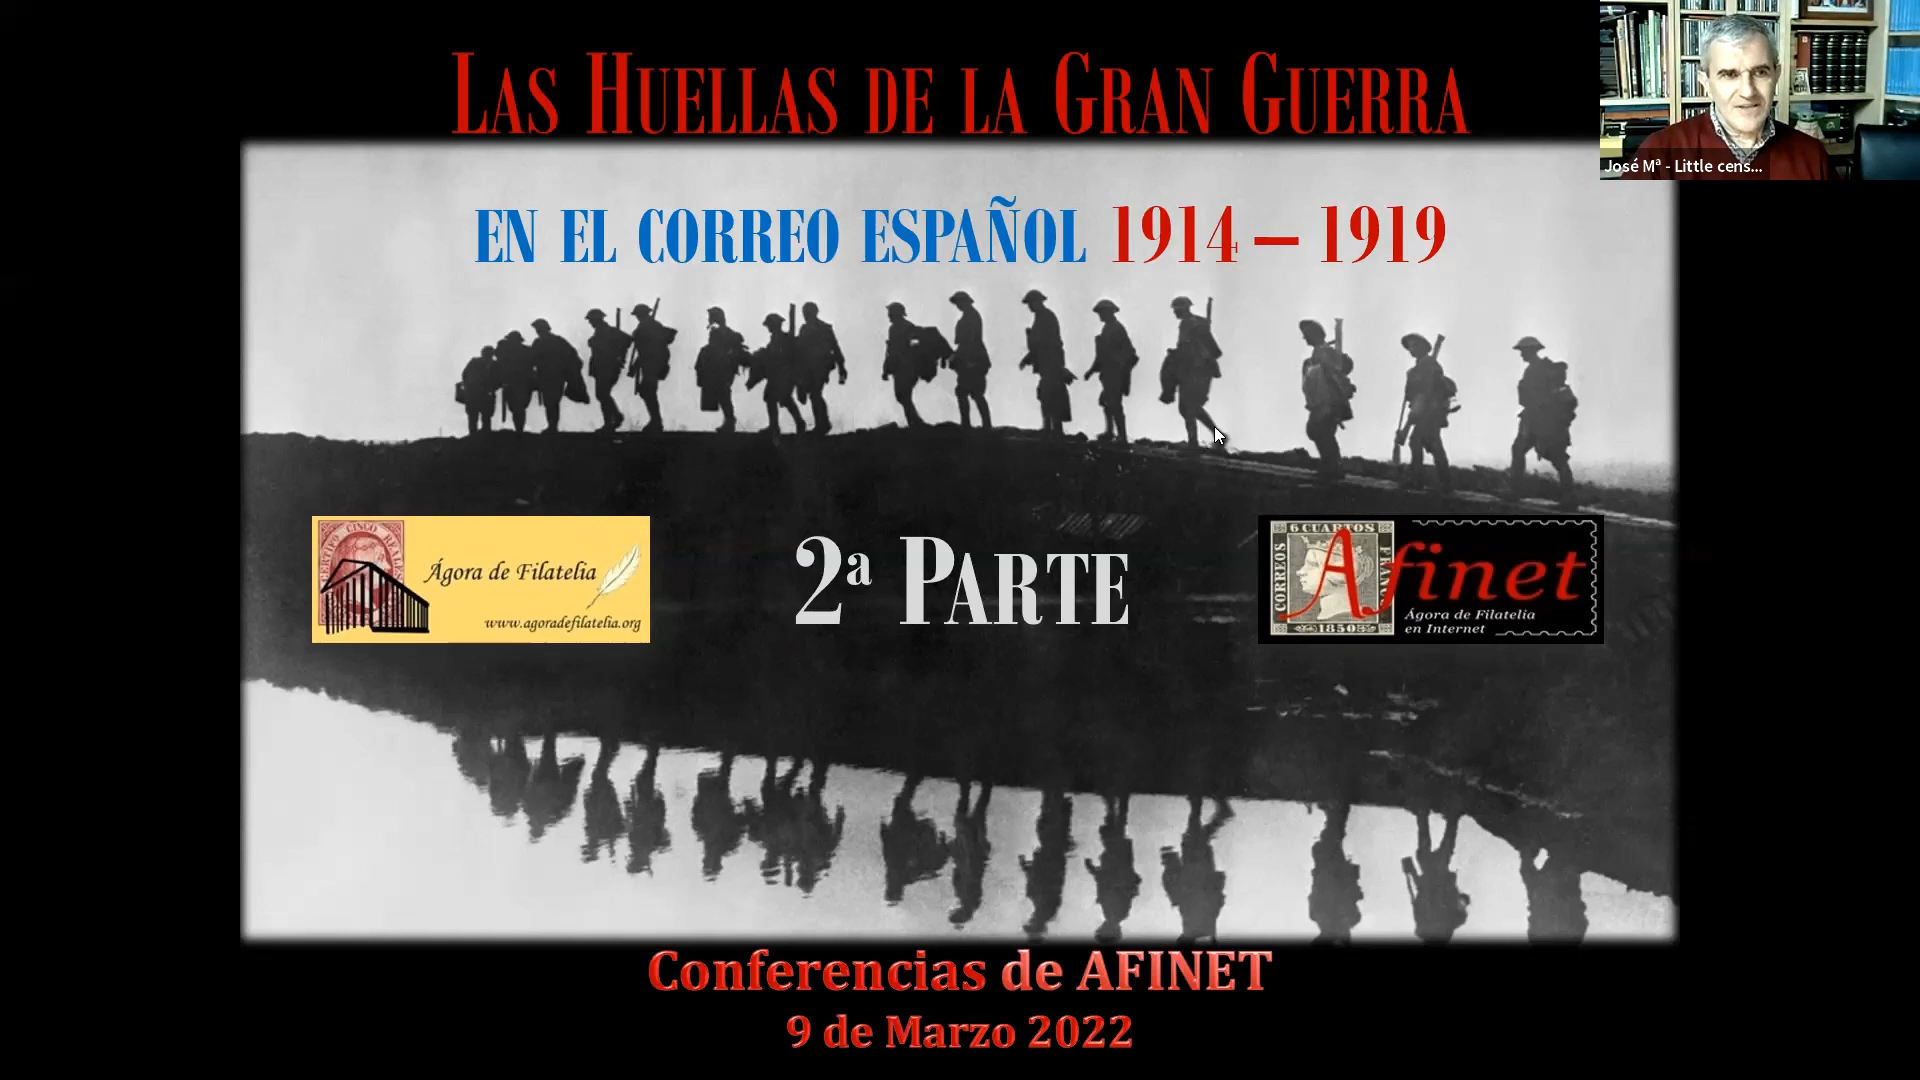 LAS HUELLAS DE LA GRAN GUERRA
José Mª - Little cens...
EN EL CORREO ESPAÑOL 1914 – 1919
CINCO REALES
Ágora de Filatelia
www.agoradefilatelia.org
2ª PARTE
6 CUARTOS
CORREOS
Afinet
Ágora de Filatelia
en Internet
1850
Conferencias de AFINET
9 de Marzo 2022